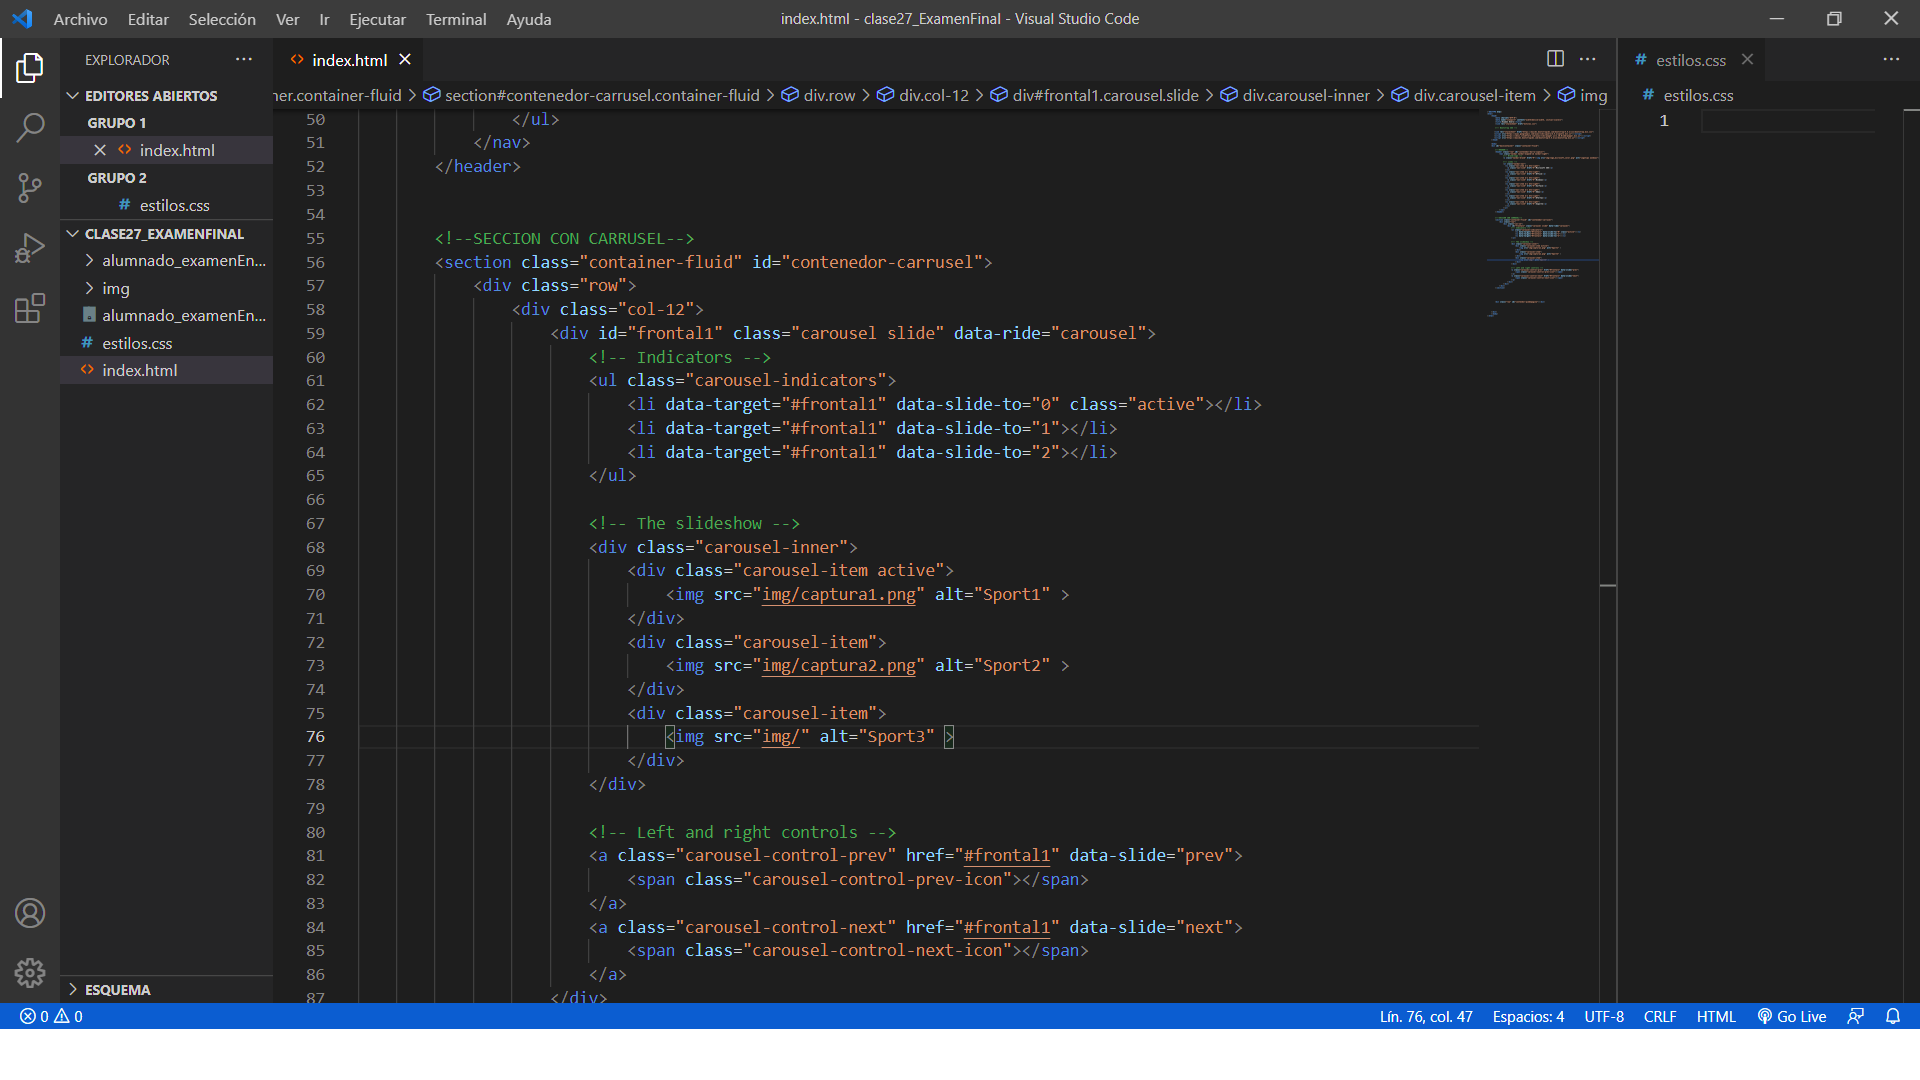 Archivo Editar Selección Ver Ir Ejecutar Terminal Ayuda
index.html - clase27_ExamenFinal - Visual Studio Code
EXPLORADOR
EDITORES ABIERTOS
GRUPO 1
index.html
GRUPO 2
# estilos.css
CLASE27_EXAMENFINAL
alumnado_examenEn...
img
alumnado_examenEn...
# estilos.css
index.html
ESQUEMA
index.html
ner.container-fluid > section#contenedor-carrusel.container-fluid > div.row > div.col-12 > div#frontal1.carousel.slide > div.carousel-inner > div.carousel-item > img
50 </ul>
51 </nav>
52 </header>
53
54
55 <!--SECCION CON CARRUSEL-->
56 <section class="container-fluid" id="contenedor-carrusel">
57 <div class="row">
58 <div class="col-12">
59 <div id="frontal1" class="carousel slide" data-ride="carousel">
60 <!-- Indicators -->
61 <ul class="carousel-indicators">
62 <li data-target="#frontal1" data-slide-to="0" class="active"></li>
63 <li data-target="#frontal1" data-slide-to="1"></li>
64 <li data-target="#frontal1" data-slide-to="2"></li>
65 </ul>
66
67 <!-- The slideshow -->
68 <div class="carousel-inner">
69 <div class="carousel-item active">
70 <img src="img/captura1.png" alt="Sport1" >
71 </div>
72 <div class="carousel-item">
73 <img src="img/captura2.png" alt="Sport2" >
74 </div>
75 <div class="carousel-item">
76 <img src="img/" alt="Sport3" >
77 </div>
78 </div>
79
80 <!-- Left and right controls -->
81 <a class="carousel-control-prev" href="#frontal1" data-slide="prev">
82 <span class="carousel-control-prev-icon"></span>
83 </a>
84 <a class="carousel-control-next" href="#frontal1" data-slide="next">
85 <span class="carousel-control-next-icon"></span>
86 </a>
87 </div>
# estilos.css
# estilos.css
1
0 0
Lín. 76, col. 47 Espacios: 4 UTF-8 CRLF HTML Go Live